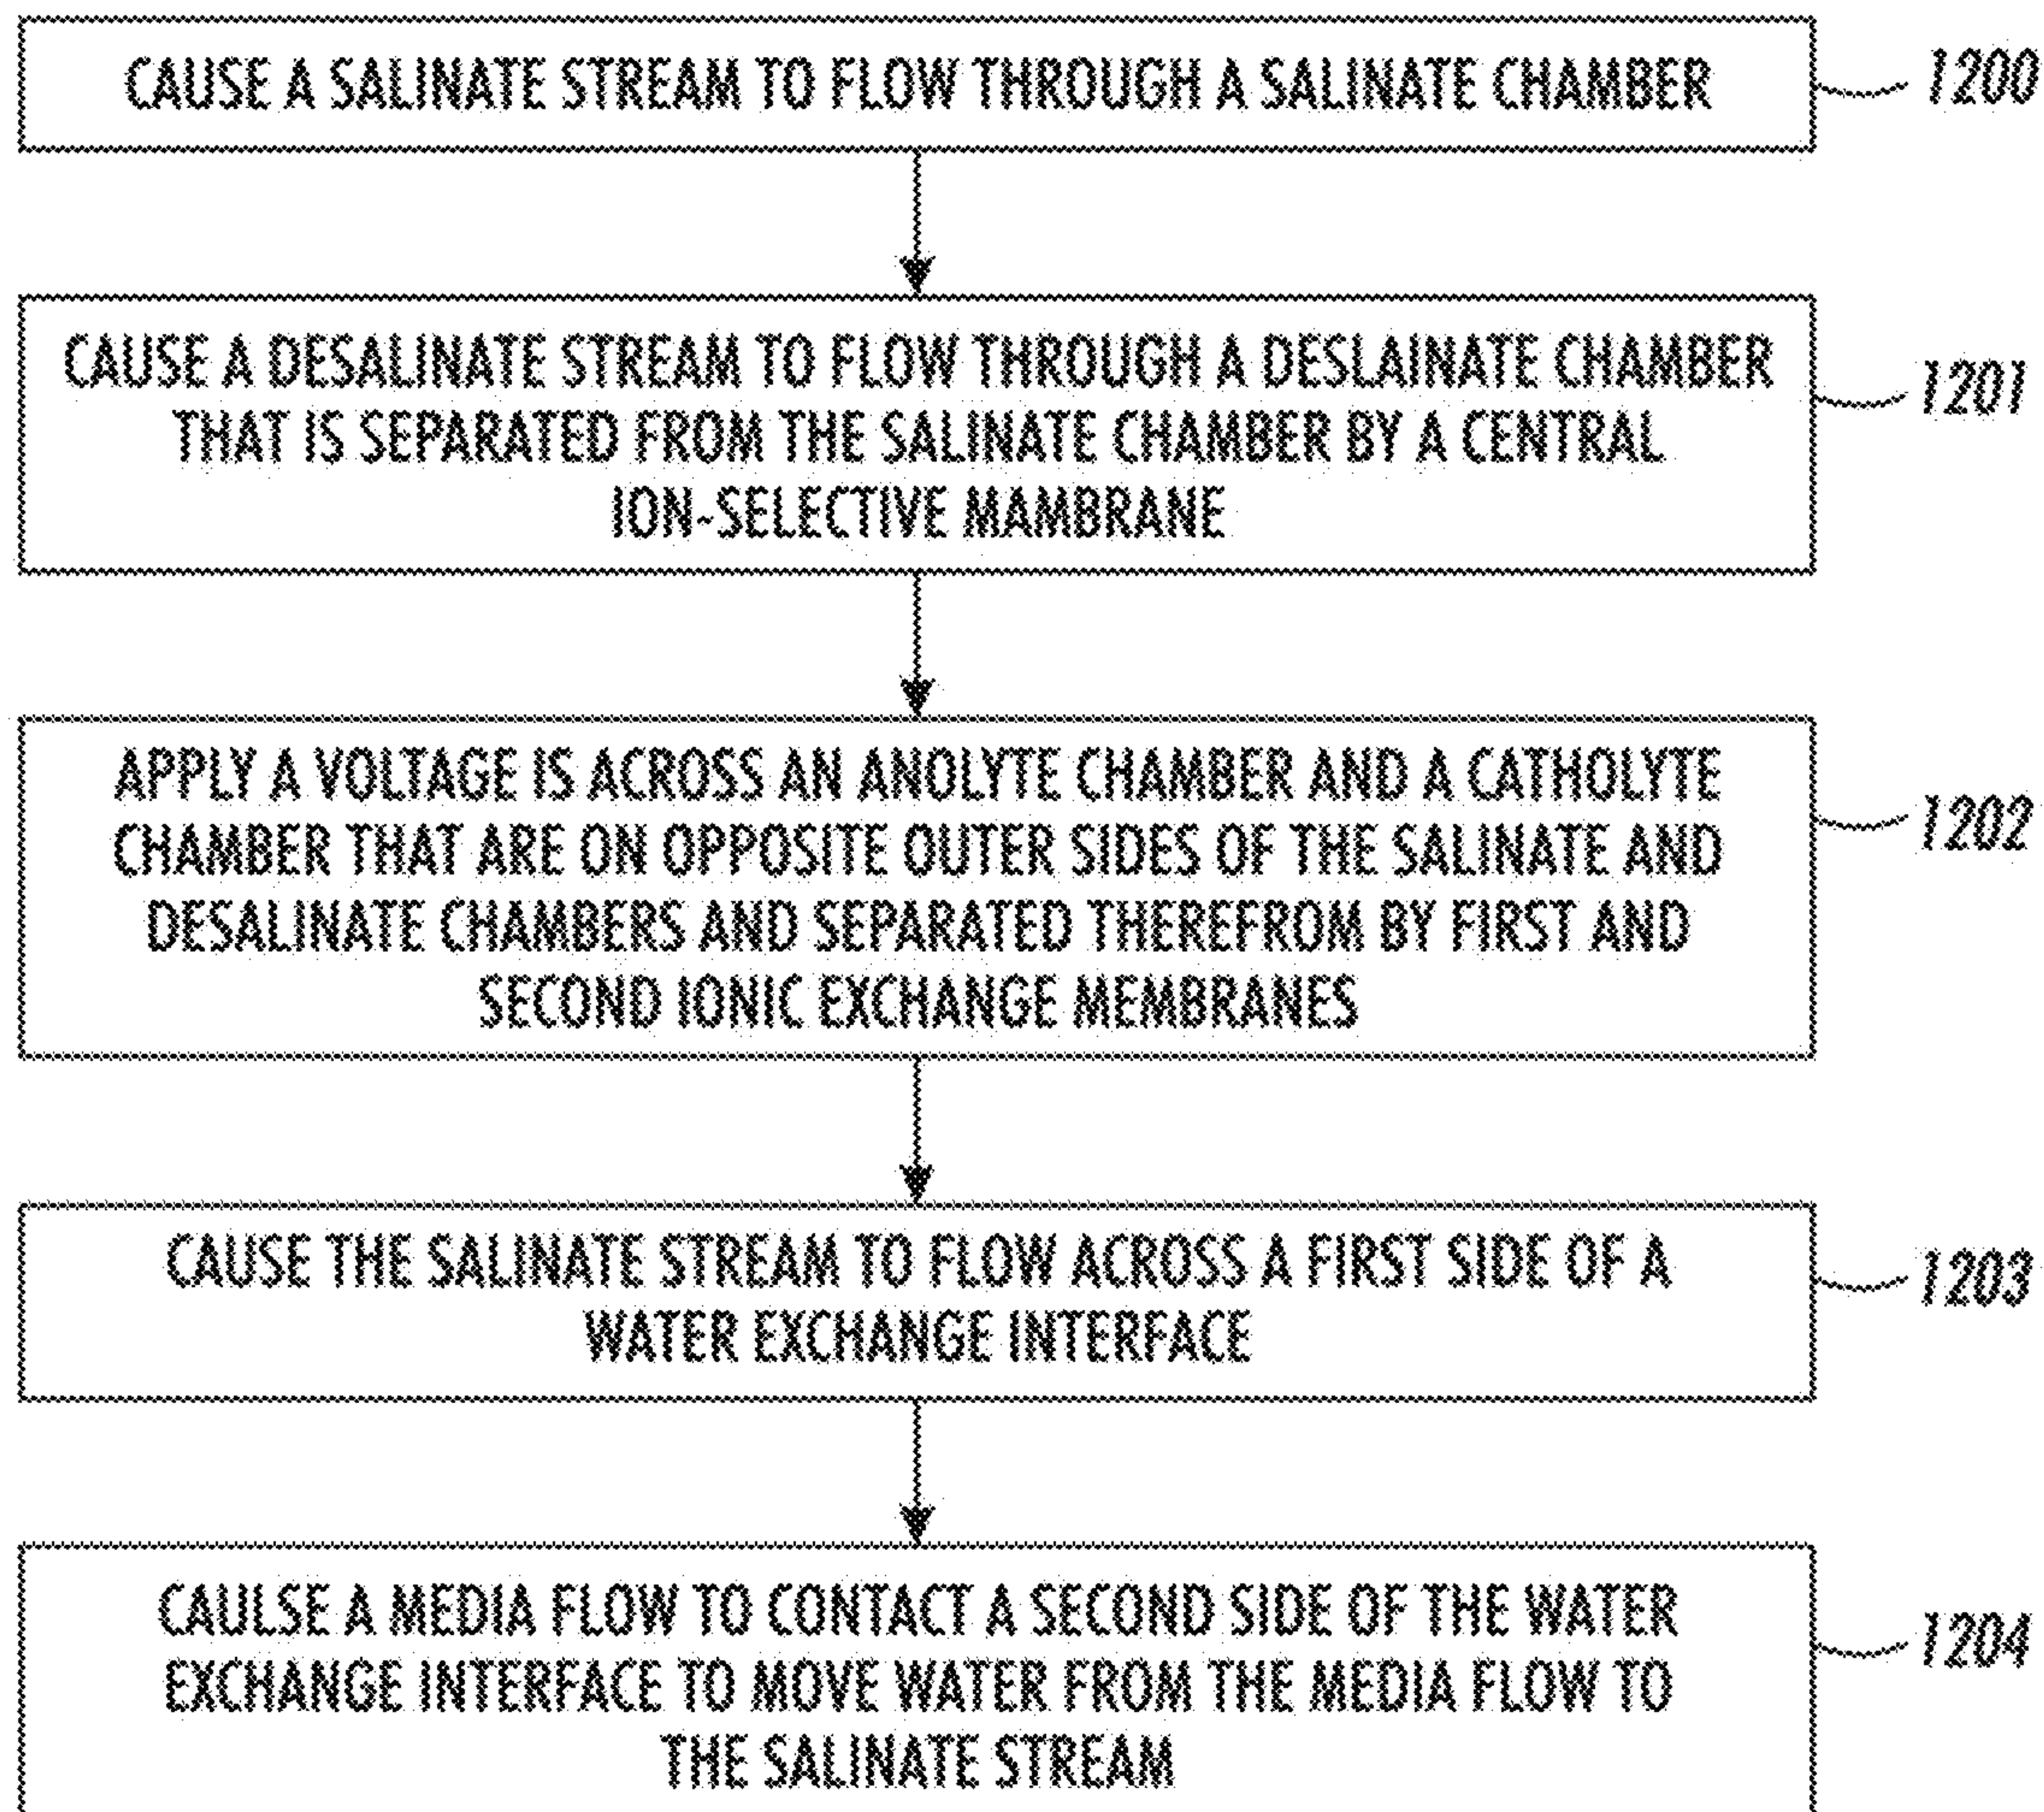 CAUSE A SALINATE STREAM TO FLOW THROUGH A SALINATE CHAMBER
1200
CAUSE A DESALINATE STREAM TO FLOW THROUGH A DESLAINATE CHAMBER
THAT IS SEPARATED FROM THE SALINATE CHAMBER BY A CENTRAL
ION-SELECTIVE MAMBRANE
1201
APPLY A VOLTAGE IS ACROSS AN ANOLYTE CHAMBER AND A CATHOLYTE
CHAMBER THAT ARE ON OPPOSITE OUTER SIDES OF THE SALINATE AND
DESALINATE CHAMBERS AND SEPARATED THEREFROM BY FIRST AND
SECOND IONIC EXCHANGE MEMBRANES
1202
CAUSE THE SALINATE STREAM TO FLOW ACROSS A FIRST SIDE OF A
WATER EXCHANGE INTERFACE
1203
CAULSE A MEDIA FLOW TO CONTACT A SECOND SIDE OF THE WATER
EXCHANGE INTERFACE TO MOVE WATER FROM THE MEDIA FLOW TO
THE SALINATE STREAM
1204